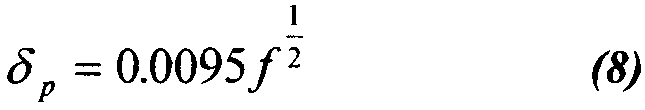 δ_p = 0.0095f^{1/2} (8)